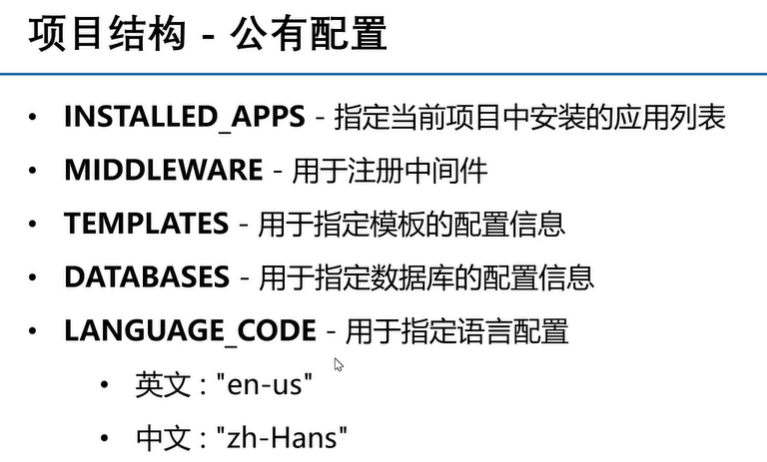 项目结构 - 公有配置
• INSTALLED_APPS - 指定当前项目中安装的应用列表
• MIDDLEWARE - 用于注册中间件
• TEMPLATES - 用于指定模板的配置信息
• DATABASES - 用于指定数据库的配置信息
• LANGUAGE_CODE - 用于指定语言配置
• 英文 : "en-us"
• 中文 : "zh-Hans"